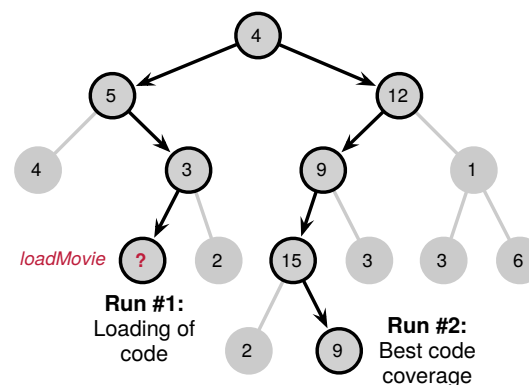 4
5
12
4
3
9
1
loadMovie
?
2
15
3
3
6
Run #1:
Loading of
code
2
9
Run #2:
Best code
coverage